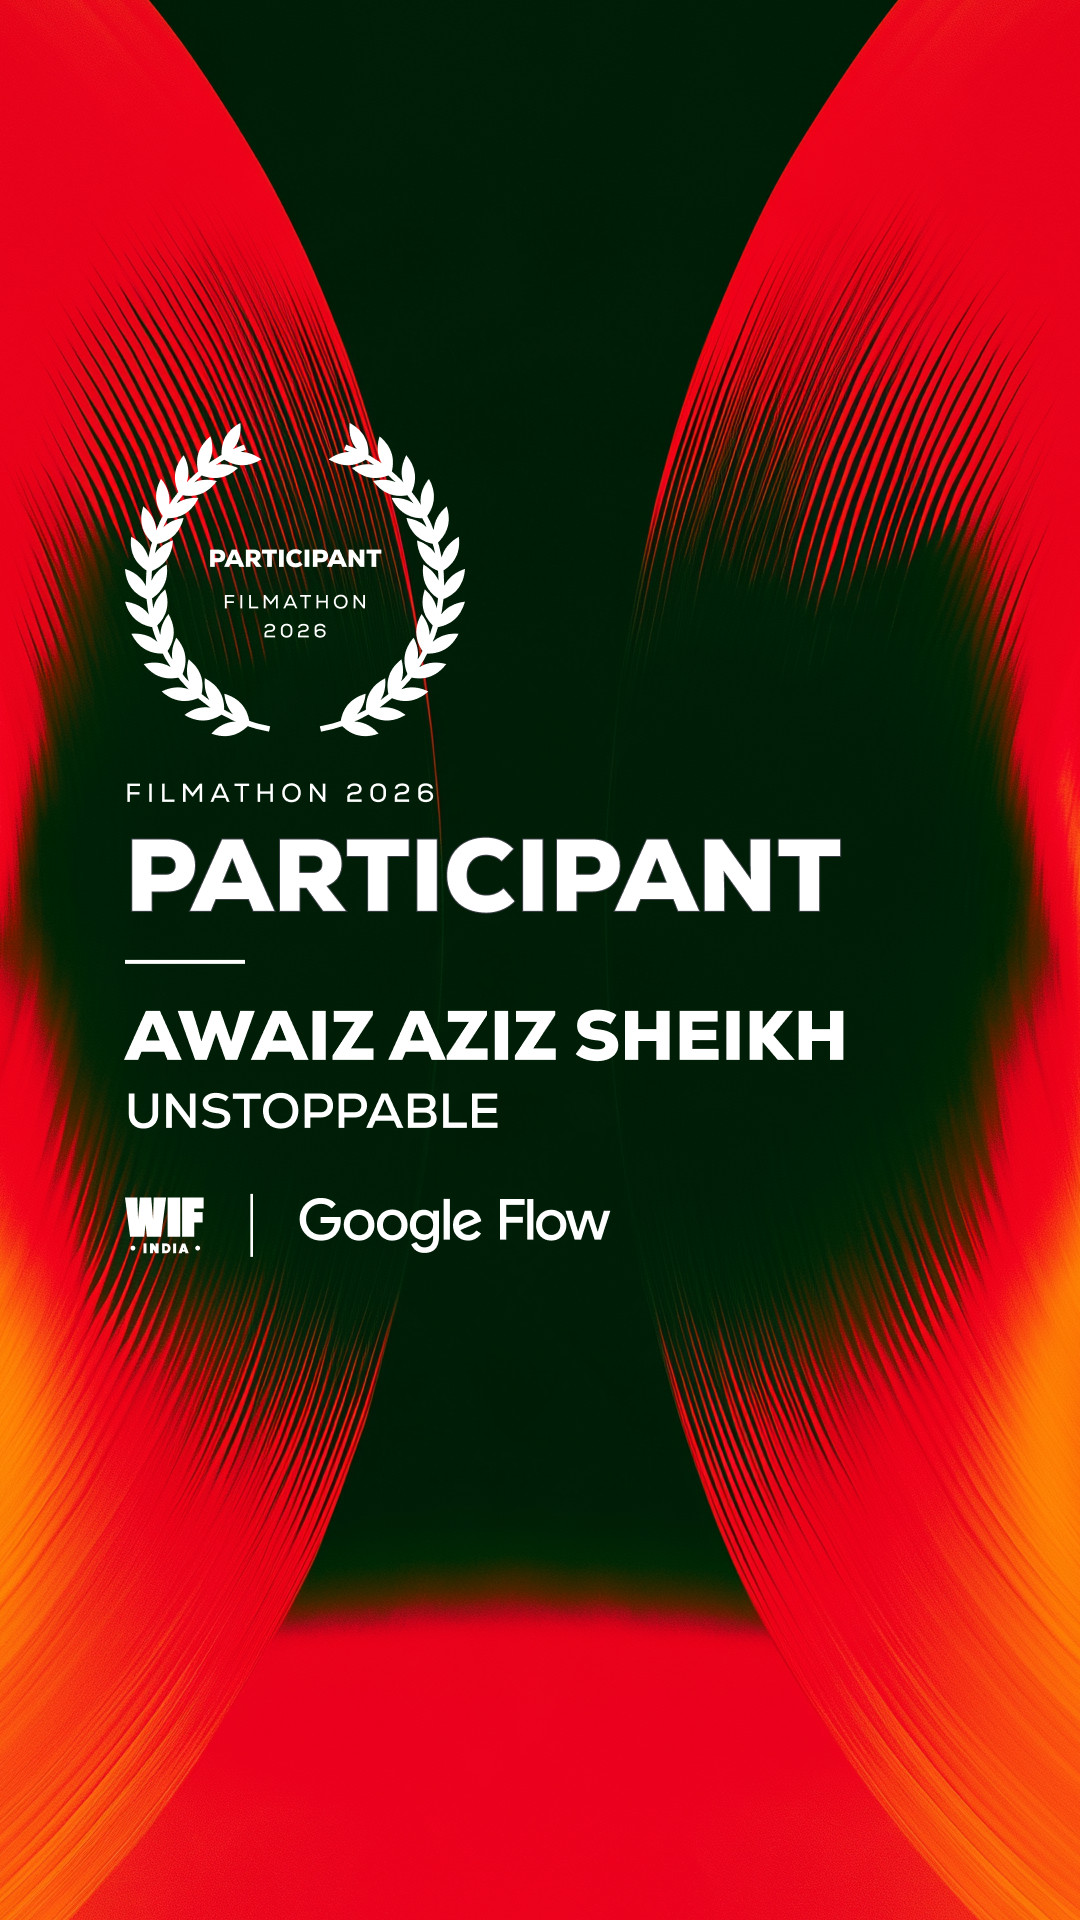 PARTICIPANT
FILMATHON
2026
FILMATHON 2026
PARTICIPANT
AWAIZ AZIZ SHEIKH
UNSTOPPABLE
WIF
• INDIA •
Google Flow